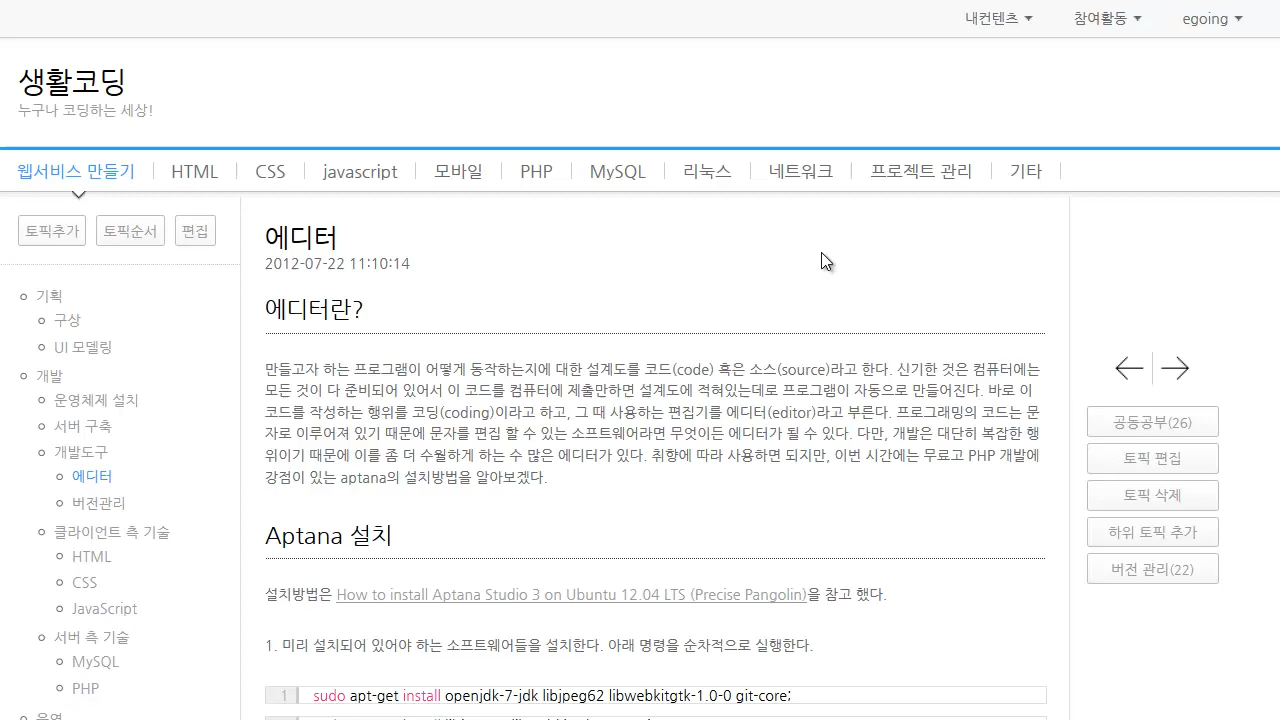 내컨텐츠 참여활동 egoing
생활코딩
누구나 코딩하는 세상!
웹서비스 만들기 HTML CSS javascript 모바일 PHP MySQL 리눅스 네트워크 프로젝트 관리 기타
토픽추가 토픽순서 편집
기획
구상
UI 모델링
개발
운영체제 설치
서버 구축
개발도구
에디터
버전관리
클라이언트 측 기술
HTML
CSS
JavaScript
서버 측 기술
MySQL
PHP
운영
에디터
2012-07-22 11:10:14
에디터란?
만들고자 하는 프로그램이 어떻게 동작하는지에 대한 설계도를 코드(code) 혹은 소스(source)라고 한다. 신기한 것은 컴퓨터에는
모든 것이 다 준비되어 있어서 이 코드를 컴퓨터에 제출만하면 설계도에 적혀있는데로 프로그램이 자동으로 만들어진다. 바로 이
코드를 작성하는 행위를 코딩(coding)이라고 하고, 그 때 사용하는 편집기를 에디터(editor)라고 부른다. 프로그래밍의 코드는 문
자로 이루어져 있기 때문에 문자를 편집 할 수 있는 소프트웨어라면 무엇이든 에디터가 될 수 있다. 다만, 개발은 대단히 복잡한 행
위이기 때문에 이를 좀 더 수월하게 하는 수 많은 에디터가 있다. 취향에 따라 사용하면 되지만, 이번 시간에는 무료고 PHP 개발에
강점이 있는 aptana의 설치방법을 알아보겠다.
Aptana 설치
설치방법은 How to install Aptana Studio 3 on Ubuntu 12.04 LTS (Precise Pangolin)을 참고 했다.
1. 미리 설치되어 있어야 하는 소프트웨어들을 설치한다. 아래 명령을 순차적으로 실행한다.
1 sudo apt-get install openjdk-7-jdk libjpeg62 libwebkitgtk-1.0-0 git-core;
공동공부(26)
토픽 편집
토픽 삭제
하위 토픽 추가
버전 관리(22)